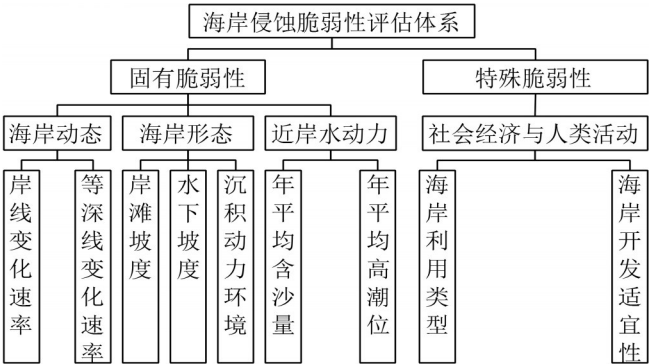 海岸侵蚀脆弱性评估体系
固有脆弱性
特殊脆弱性
海岸动态
海岸形态
近岸水动力
社会经济与人类活动
岸线变化速率
等深线变化速率
岸滩坡度
水下坡度
沉积动力环境
年平均含沙量
年平均高潮位
海岸利用类型
海岸开发适宜性